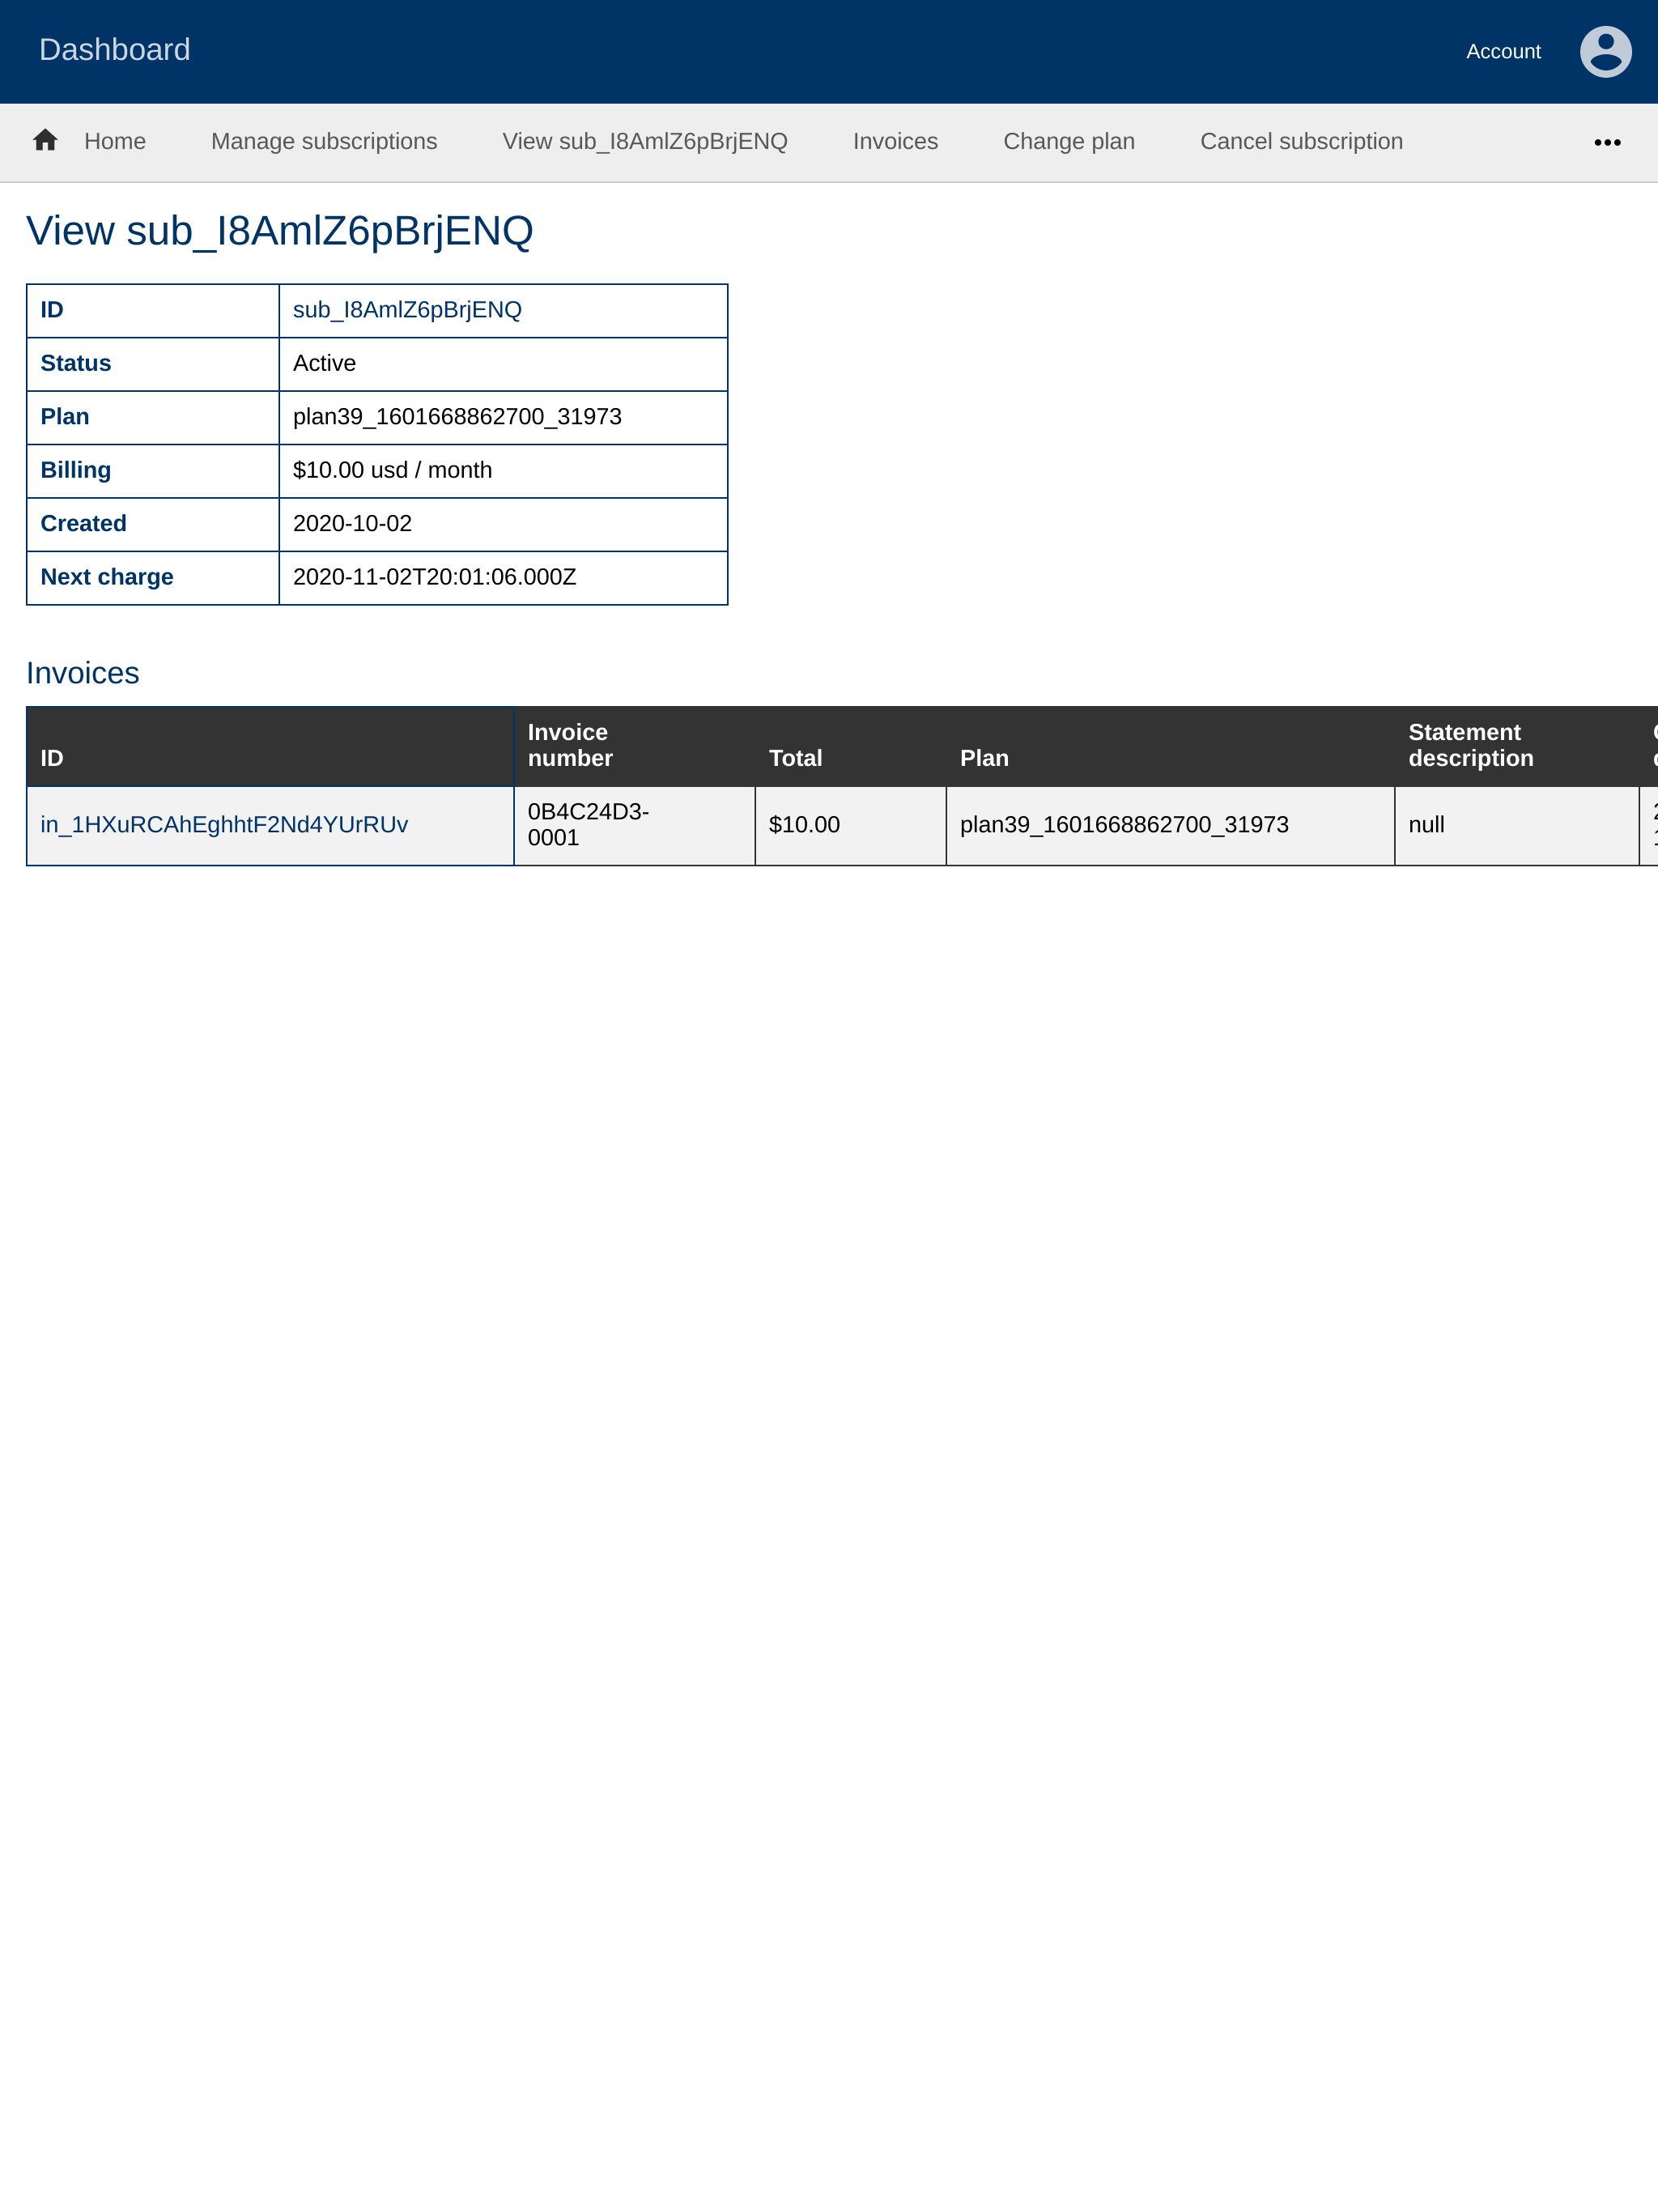 Dashboard
Account
Home Manage subscriptions View sub_I8AmlZ6pBrjENQ Invoices Change plan Cancel subscription
View sub_I8AmlZ6pBrjENQ
ID sub_I8AmlZ6pBrjENQ
Status Active
Plan plan39_1601668862700_31973
Billing $10.00 usd / month
Created 2020-10-02
Next charge 2020-11-02T20:01:06.000Z
Invoices
ID Invoice number Total Plan Statement description
in_1HXuRCAhEghhtF2Nd4YUrRUv 0B4C24D3-0001 $10.00 plan39_1601668862700_31973 null